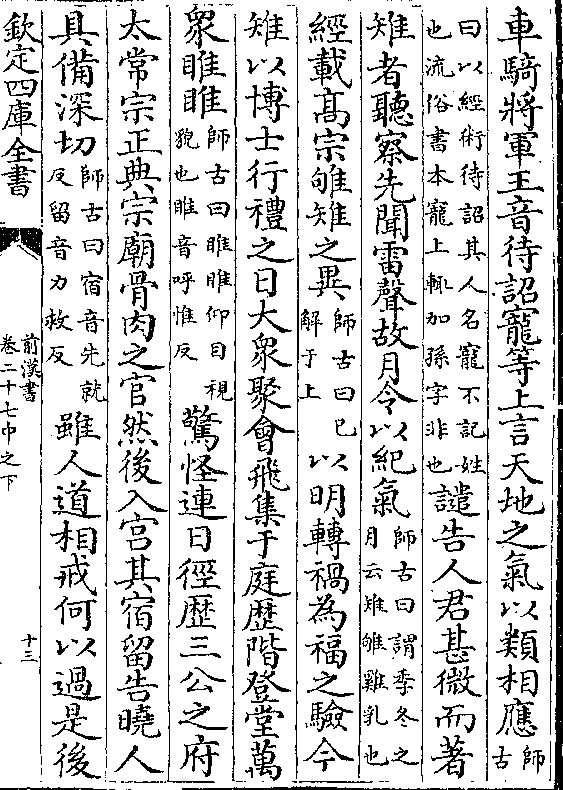 車騎將軍王音待詔寵等上言天地之氣以類相應師古
曰以經術待詔其人名寵不記姓也流俗書本寵上輒加孫字非也譴告人君甚微而著
雉者聽察先聞雷聲故月令以紀氣師古曰謂季冬之月云雉雊雞乳也
經載髙宗雊雉之異師古曰已解于上以明轉禍為福之驗今
雉以博士行禮之日大衆聚會飛集于庭歴階登堂萬
衆睢睢師古曰睢睢仰目視貌也睢音呼惟反驚怪連日徑歴三公之府
太常宗正典宗廟骨肉之官然後入宫其宿留告曉人
具備深切師古曰宿音先就反留音力救反雖人道相戒何以過是後
欽定四庫全書
前漢書
卷二十七中之下
十三